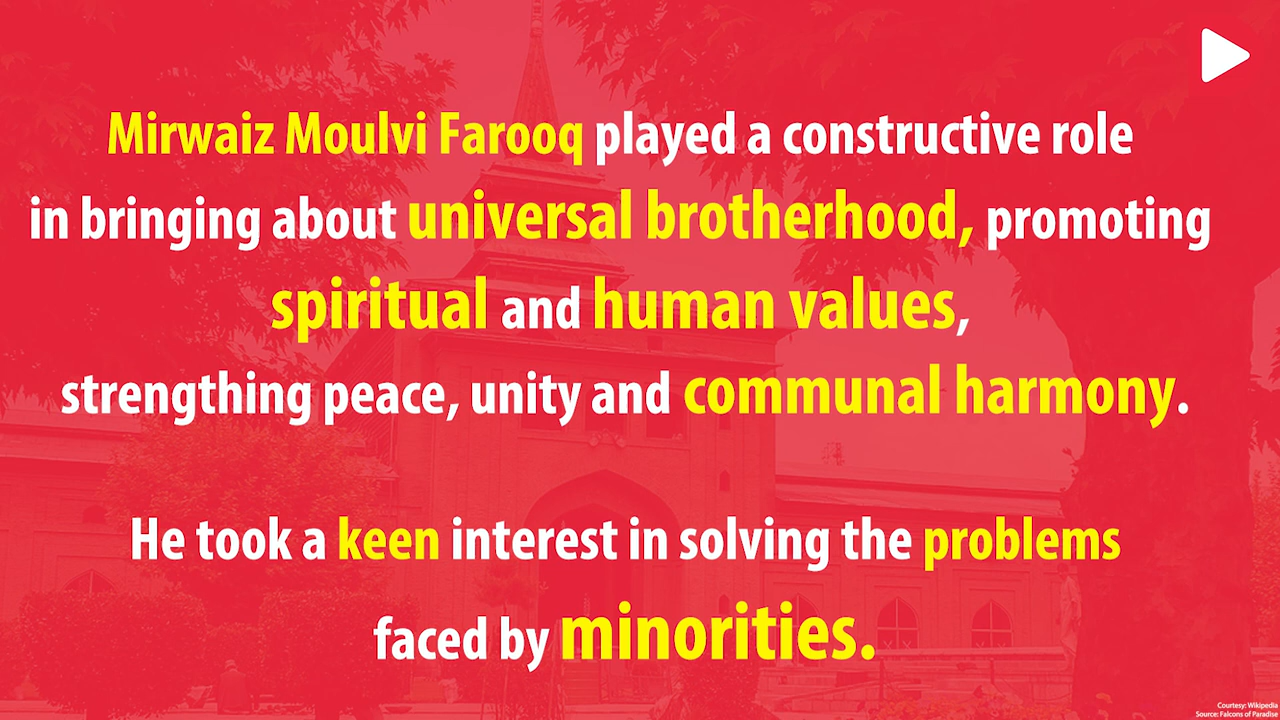 Mirwaiz Moulvi Farooq played a constructive role
in bringing about universal brotherhood, promoting
spiritual and human values,
strengthing peace, unity and communal harmony.
He took a keen interest in solving the problems
faced by minorities.
Courtesy: Wikipedia
Source: Falcons of Paradise